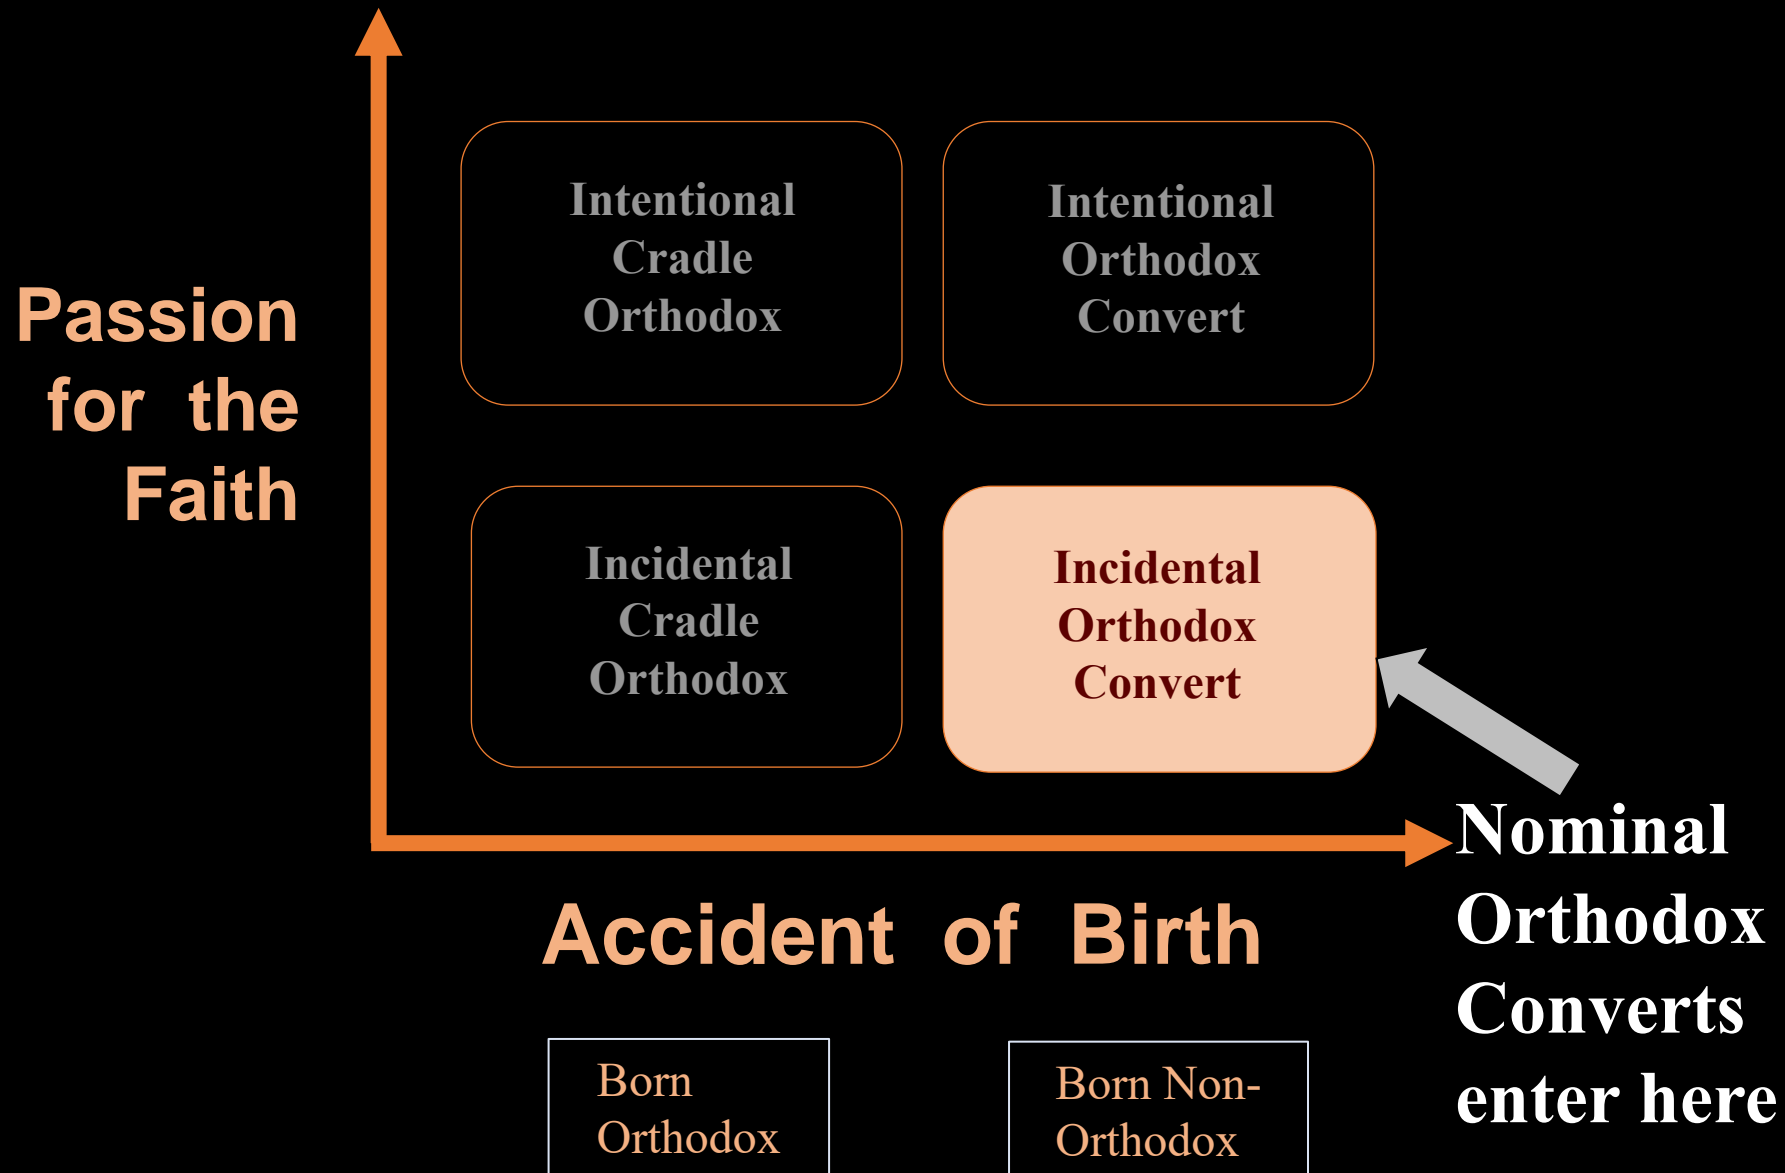 Passion
for the
Faith
Intentional
Cradle
Orthodox
Intentional
Orthodox
Convert
Incidental
Cradle
Orthodox
Incidental
Orthodox
Convert
Nominal
Orthodox
Converts
enter here
Accident of Birth
Born
Orthodox
Born Non-
Orthodox